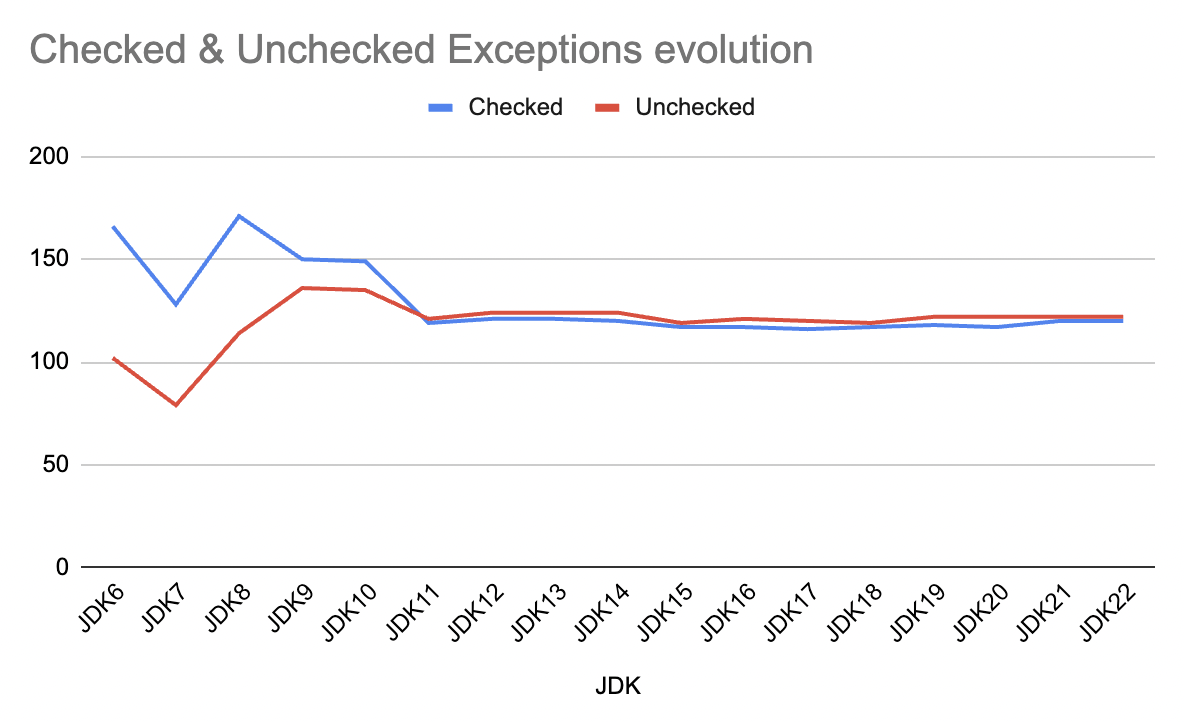 Checked & Unchecked Exceptions evolution
Checked Unchecked
200
150
100
50
0
JDK6 JDK7 JDK8 JDK9 JDK10 JDK11 JDK12 JDK13 JDK14 JDK15 JDK16 JDK17 JDK18 JDK19 JDK20 JDK21 JDK22
JDK